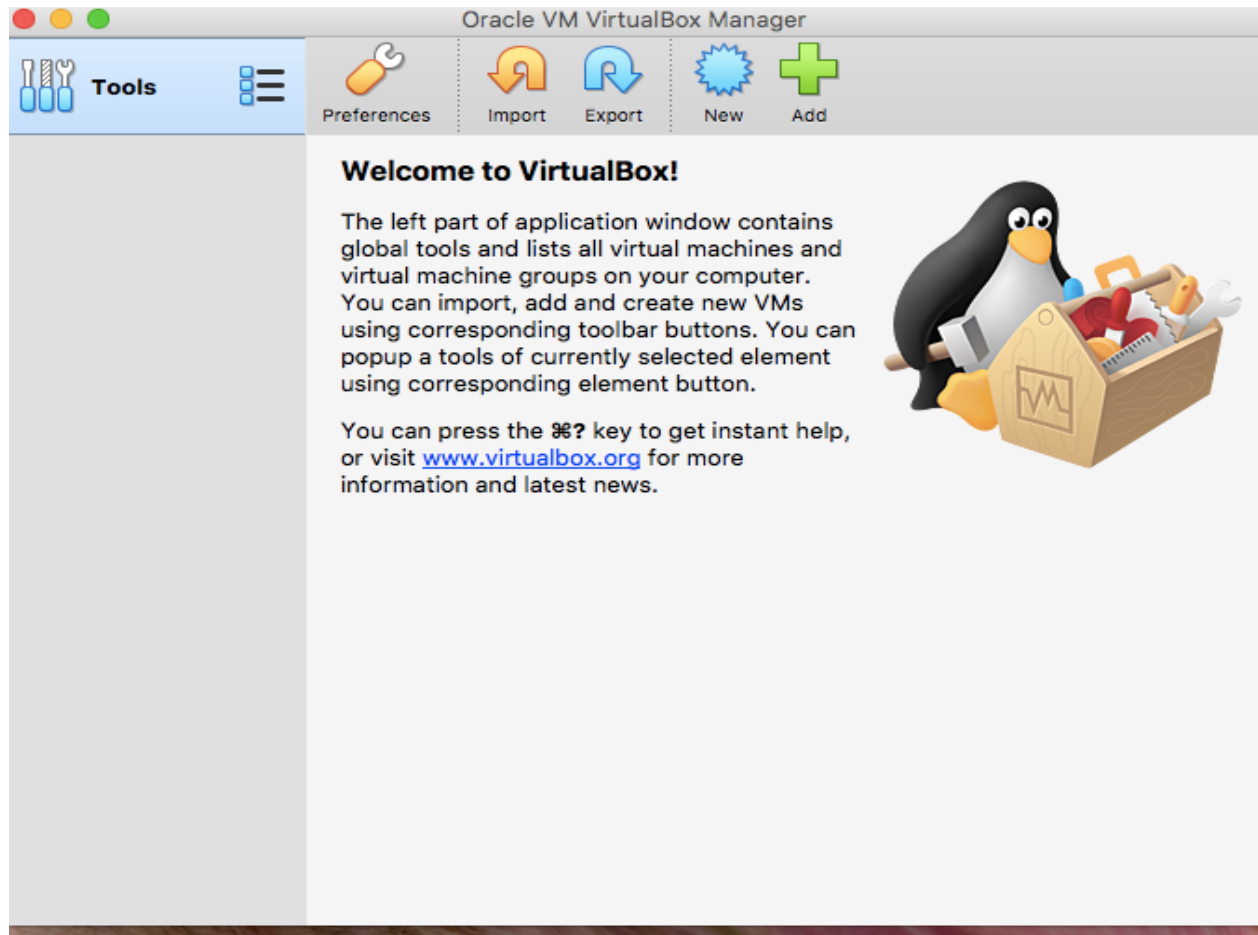 Oracle VM VirtualBox Manager
Tools
Preferences
Import
Export
New
Add
Welcome to VirtualBox!
The left part of application window contains
global tools and lists all virtual machines and
virtual machine groups on your computer.
You can import, add and create new VMs
using corresponding toolbar buttons. You can
popup a tools of currently selected element
using corresponding element button.
You can press the ⌘? key to get instant help,
or visit www.virtualbox.org for more
information and latest news.
VM